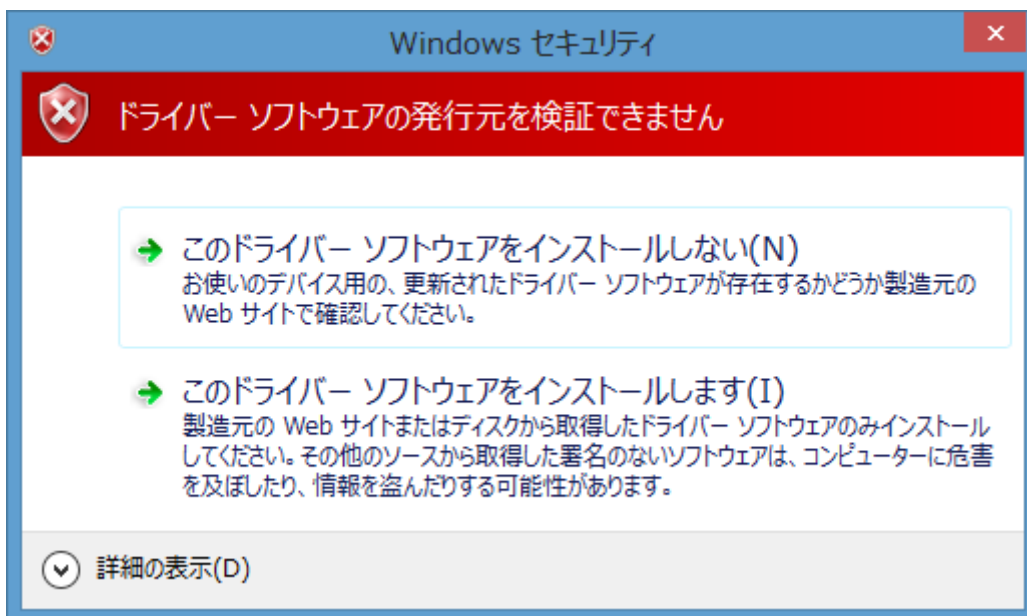 Windows セキュリティ
ドライバー ソフトウェアの発行元を検証できません
このドライバー ソフトウェアをインストールしない(N)
お使いのデバイス用の、更新されたドライバー ソフトウェアが存在するかどうか製造元の
Web サイトで確認してください。
このドライバー ソフトウェアをインストールします(I)
製造元の Web サイトまたはディスクから取得したドライバー ソフトウェアのみインストール
してください。その他のソースから取得した署名のないソフトウェアは、コンピューターに危害
を及ぼしたり、情報を盗んだりする可能性があります。
詳細の表示(D)